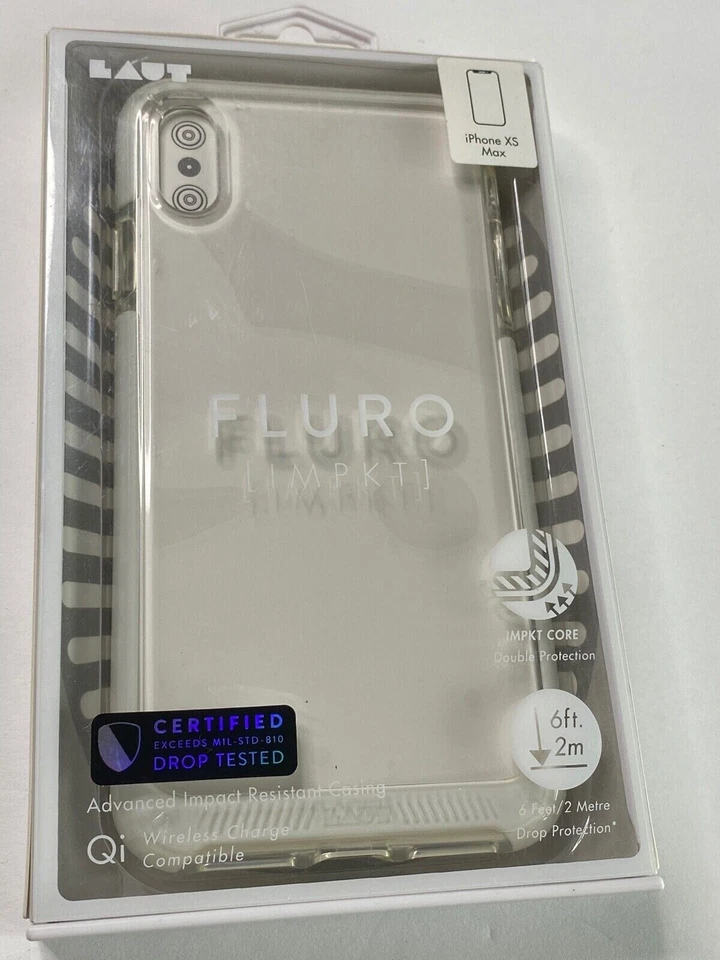 LAUT
iPhone XS
Max
FLURO
[IMPKT]
IMPKT CORE
Double Protection
CERTIFIED
EXCEEDS MIL-STD-810
DROP TESTED
6ft.
2m
Advanced Impact Resistant Casing
6 Feet/2 Metre
Drop Protection*
Qi Wireless Charge
Compatible
LAUT